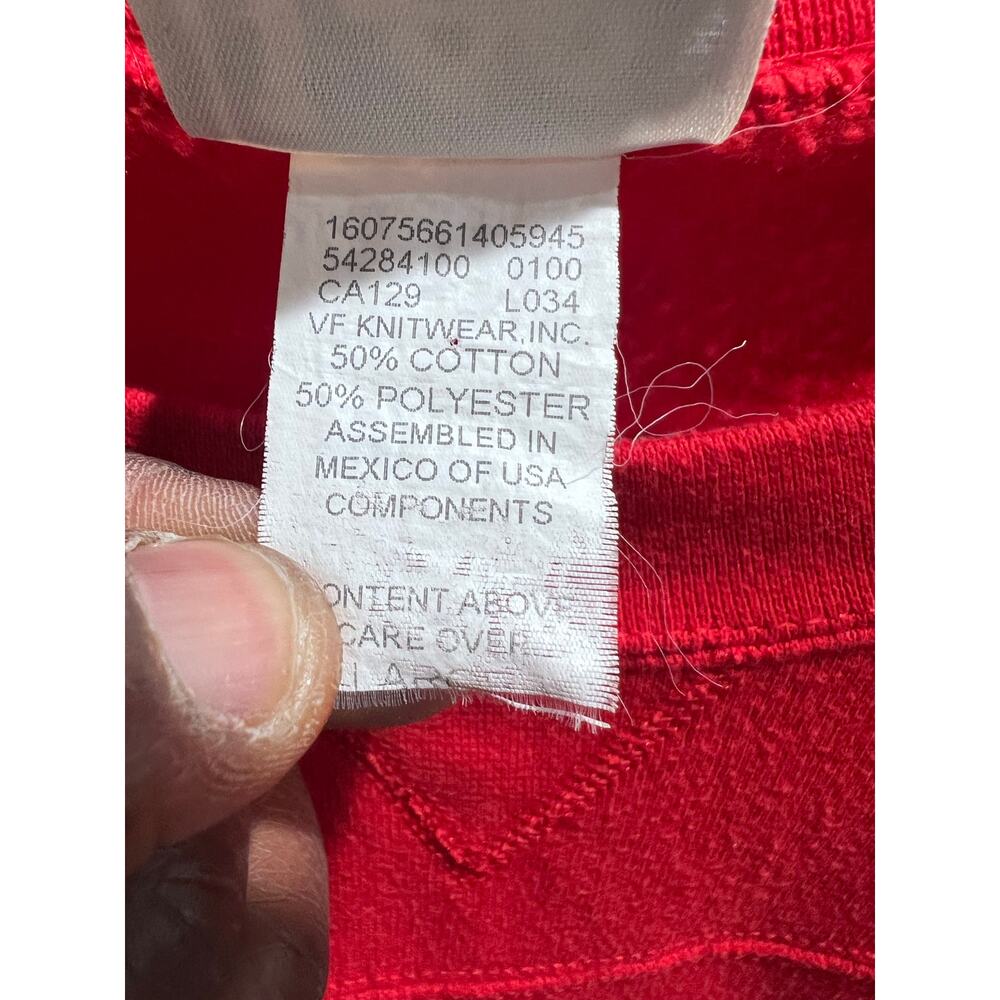 16075661405945
54284100 0100
CA129 L034
VF KNITWEAR,INC.
50% COTTON
50% POLYESTER
ASSEMBLED IN
MEXICO OF USA
COMPONENTS
ONTENT ABOVE
CARE OVER